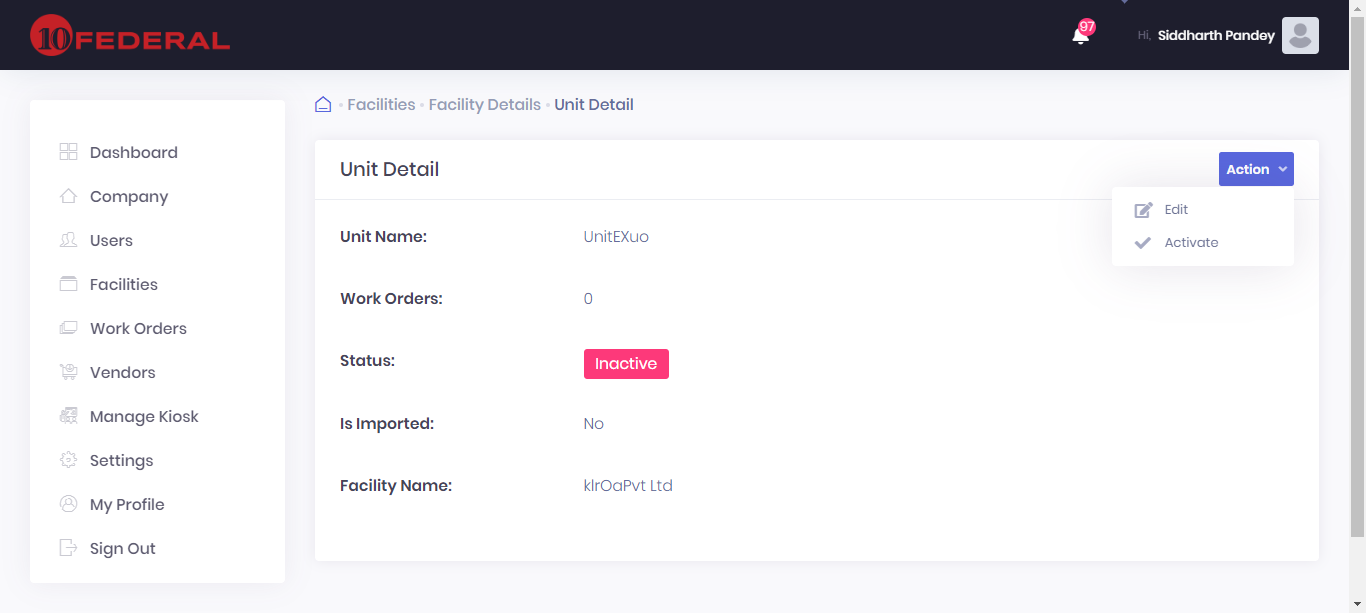 10 FEDERAL
97
Hi, Siddharth Pandey
Dashboard
Company
Users
Facilities
Work Orders
Vendors
Manage Kiosk
Settings
My Profile
Sign Out
Facilities • Facility Details • Unit Detail
Unit Detail
Action
Edit
Activate
Unit Name: UnitEXuo
Work Orders: 0
Status: Inactive
Is Imported: No
Facility Name: klrOaPvt Ltd